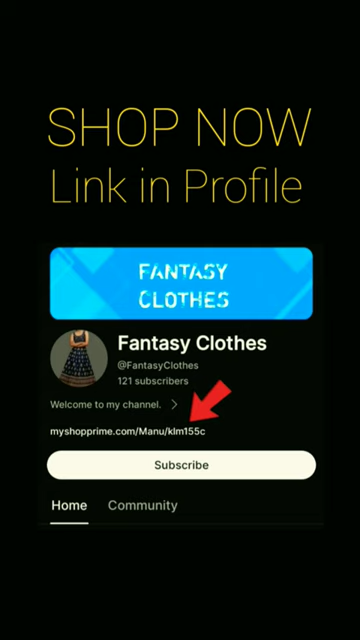 SHOP NOW
Link in Profile
FANTASY
CLOTHES
Fantasy Clothes
@FantasyClothes
121 subscribers
Welcome to my channel.
myshopprime.com/Manu/klm155c
Subscribe
Home Community